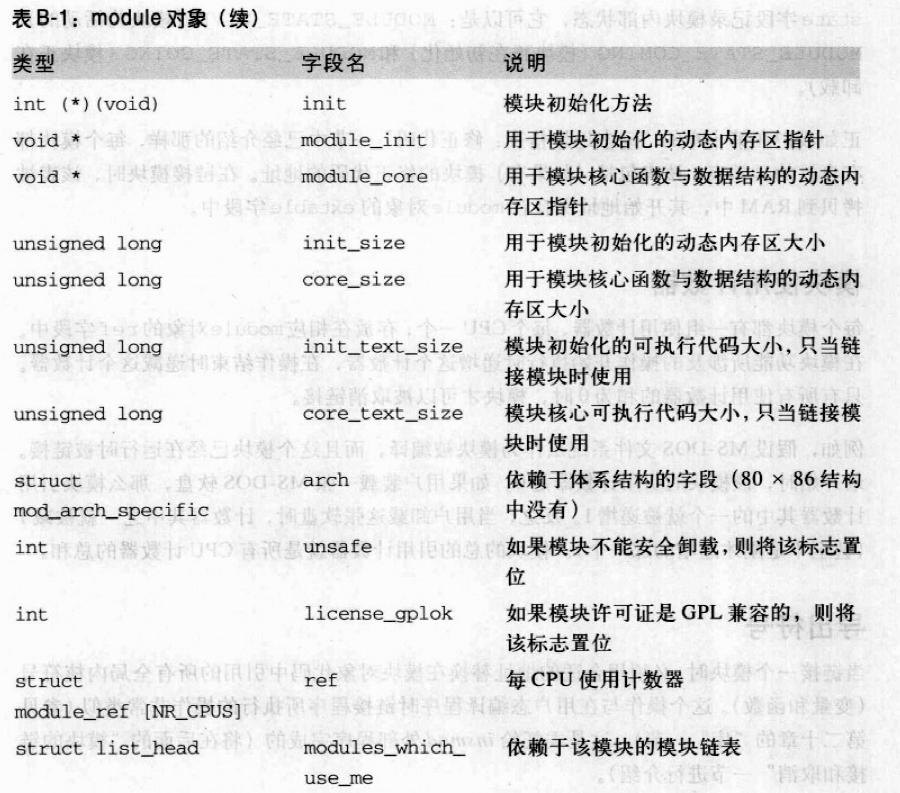 表 B-1：module 对象（续）
类型 字段名 说明
int (*)(void) init 模块初始化方法
void * module_init 用于模块初始化的动态内存区指针
void * module_core 用于模块核心函数与数据结构的动态内
存区指针
unsigned long init_size 用于模块初始化的动态内存区大小
unsigned long core_size 用于模块核心函数与数据结构的动态内
存区大小
unsigned long init_text_size 模块初始化的可执行代码大小，只当链
接模块时使用
unsigned long core_text_size 模块核心可执行代码大小，只当链接模
块时使用
struct arch 依赖于体系结构的字段（80 × 86 结构
mod_arch_specific 中没有）
int unsafe 如果模块不能安全卸载，则将该标志置
位
int license_gplok 如果模块许可证是 GPL 兼容的，则将
该标志置位
struct ref 每 CPU 使用计数器
module_ref [NR_CPUS]
struct list_head modules_which_ 依赖于该模块的模块链表
use_me